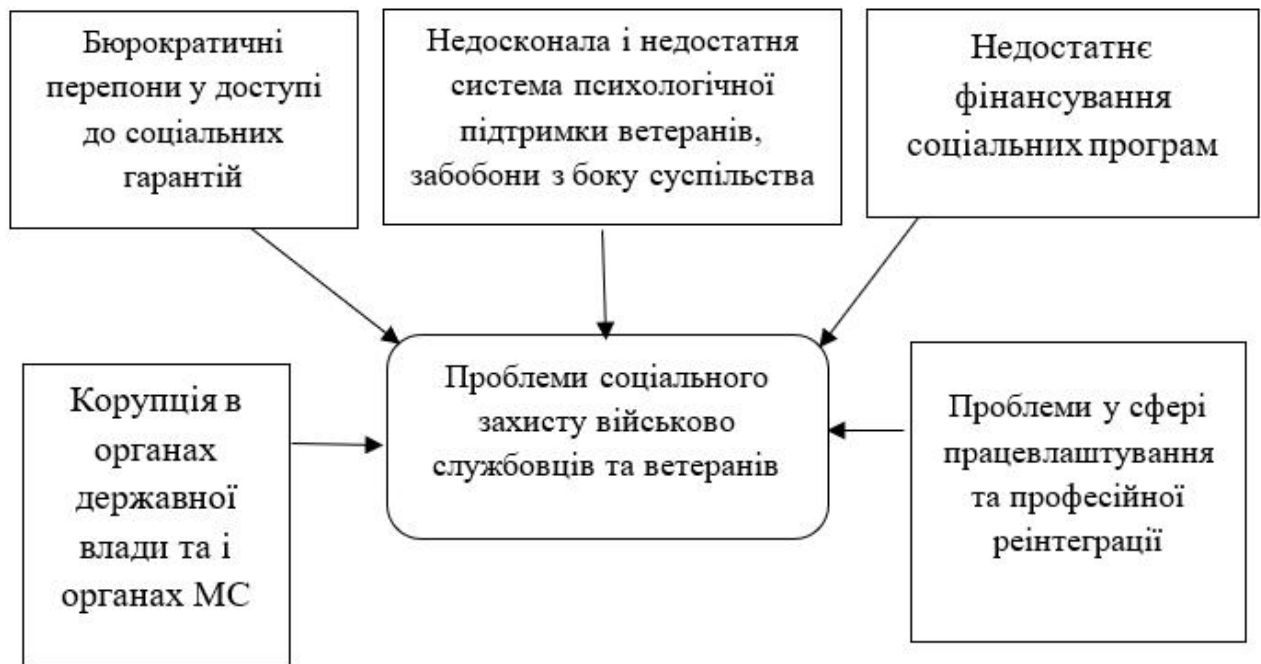 Бюрократичні
перепони у доступі
до соціальних
гарантій
Недосконала і недостатня
система психологічної
підтримки ветеранів,
забобони з боку суспільства
Недостатнє
фінансування
соціальних програм
Корупція в
органах
державної
влади та і
органах МС
Проблеми соціального
захисту військово
службовців та ветеранів
Проблеми у сфері
працевлаштування
та професійної
реінтеграції